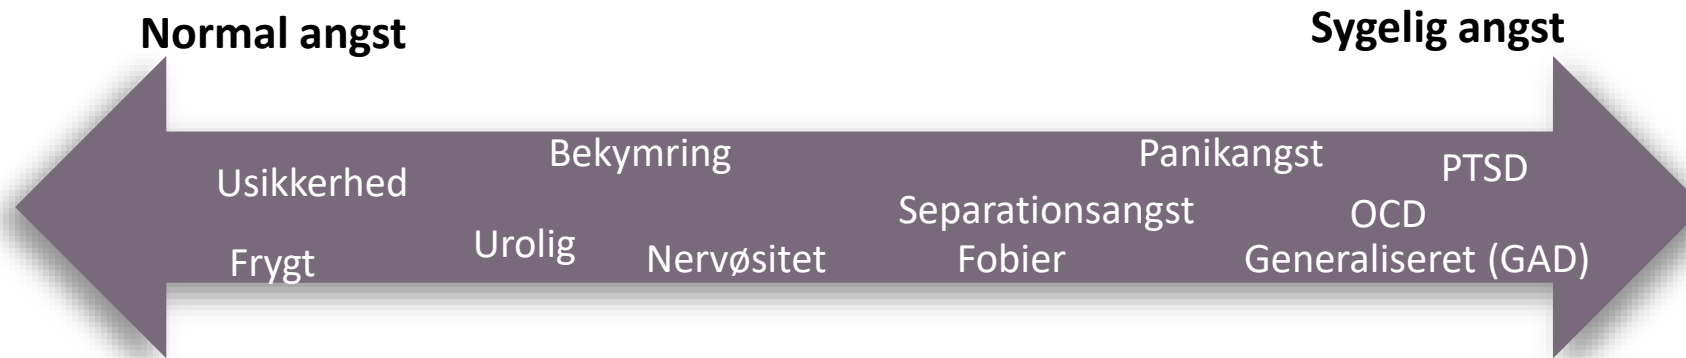 Normal angst
Sygelig angst
Bekymring
Panikangst
PTSD
Usikkerhed
Separationsangst
OCD
Urolig
Nervøsitet
Fobier
Generaliseret (GAD)
Frygt